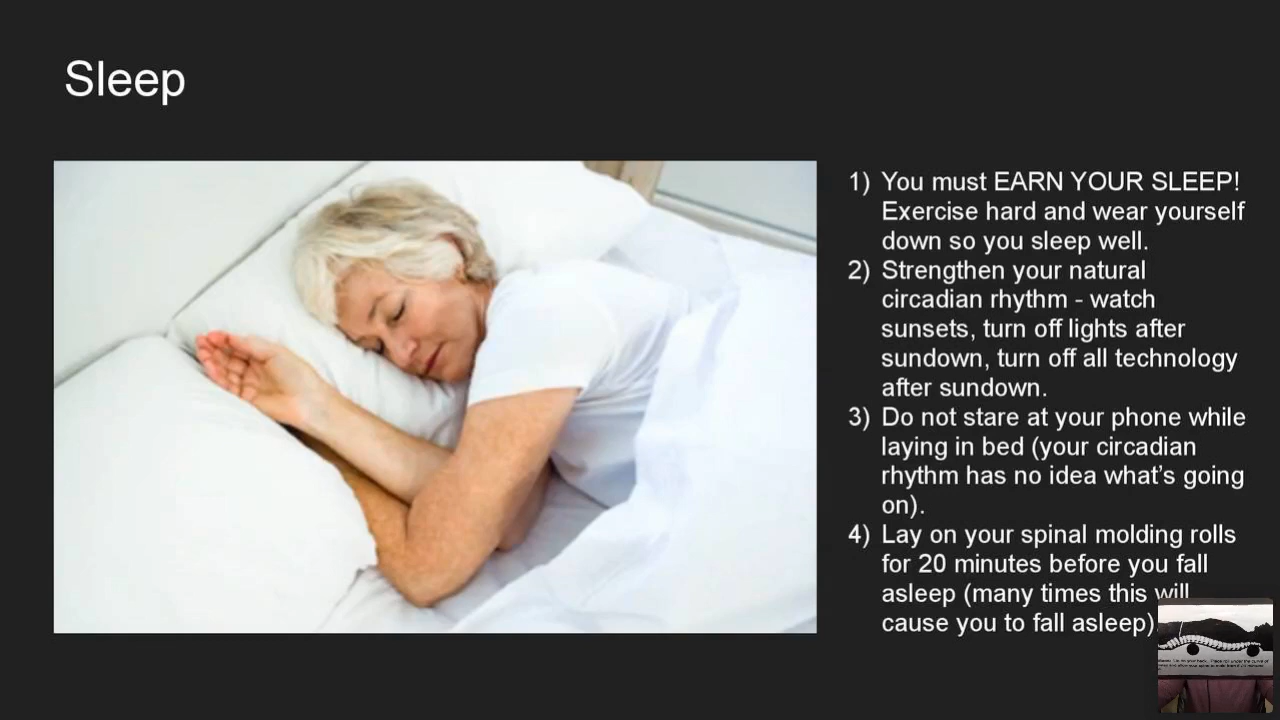 Sleep
1) You must EARN YOUR SLEEP!
Exercise hard and wear yourself
down so you sleep well.
2) Strengthen your natural
circadian rhythm - watch
sunsets, turn off lights after
sundown, turn off all technology
after sundown.
3) Do not stare at your phone while
laying in bed (your circadian
rhythm has no idea what’s going
on).
4) Lay on your spinal molding rolls
for 20 minutes before you fall
asleep (many times this will
cause you to fall asleep)